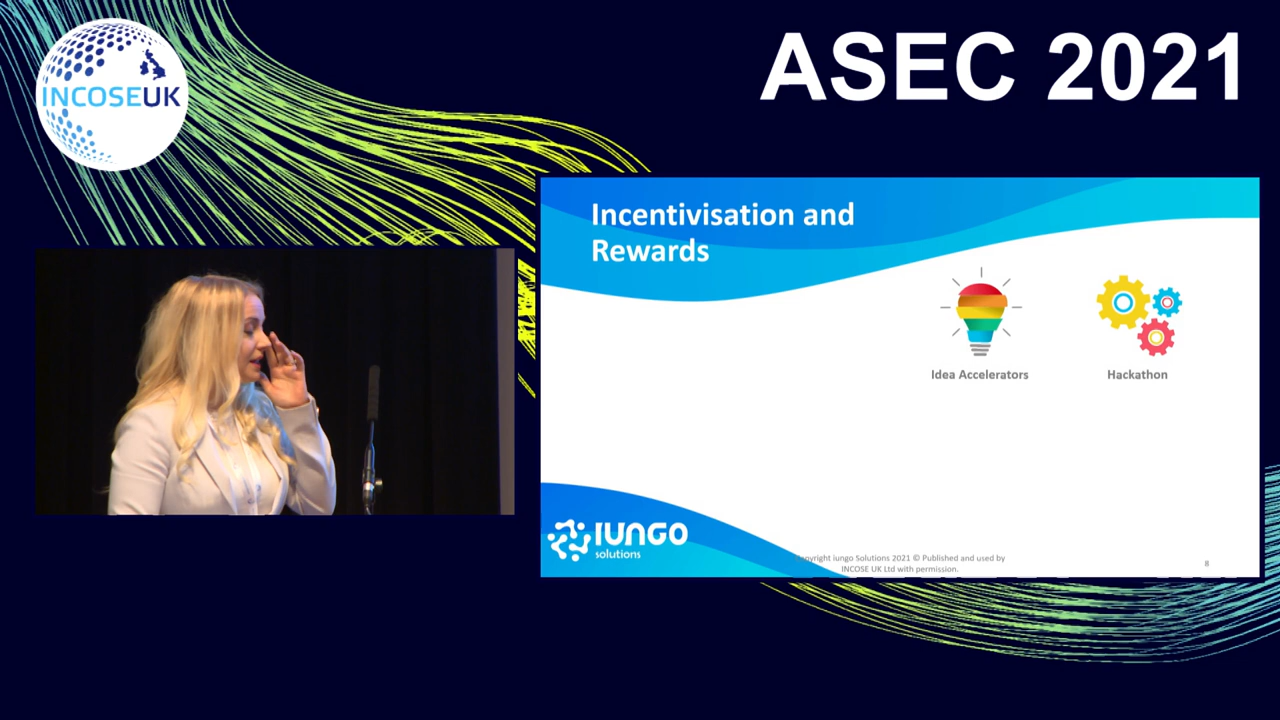 INCOSEUK
ASEC 2021
Incentivisation and
Rewards
Idea Accelerators
Hackathon
IUNGO
solutions
Copyright iungo Solutions 2021 © Published and used by
INCOSE UK Ltd with permission.
8